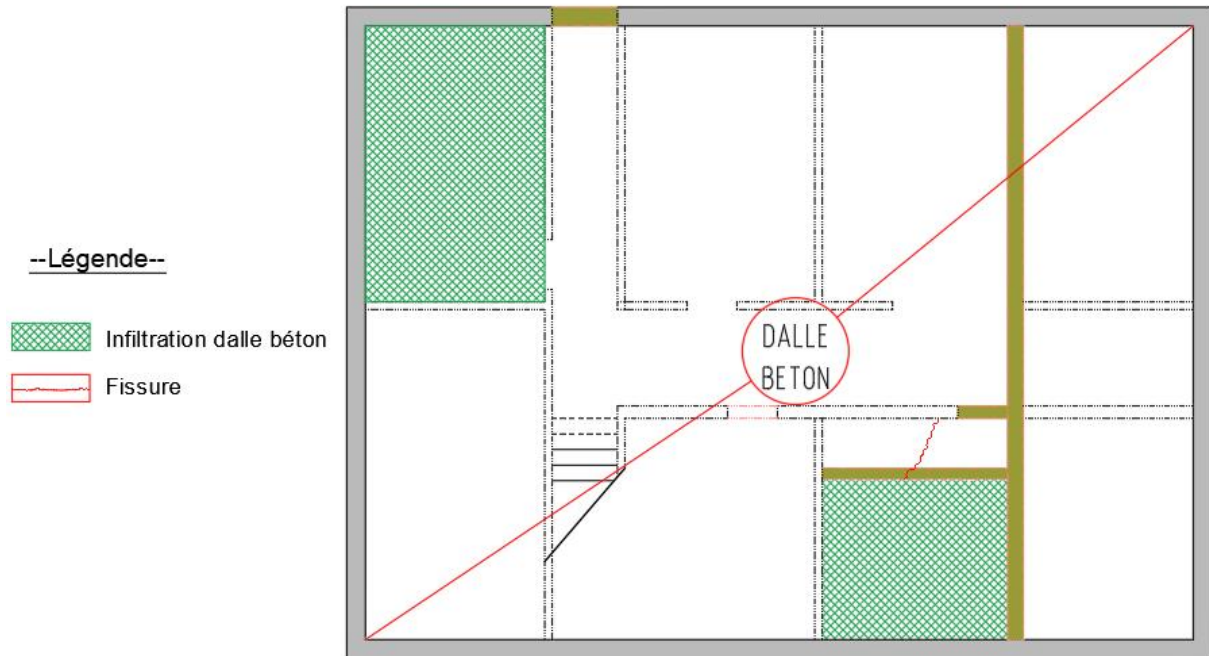 --Légende--
Infiltration dalle béton
Fissure
DALLE
BETON